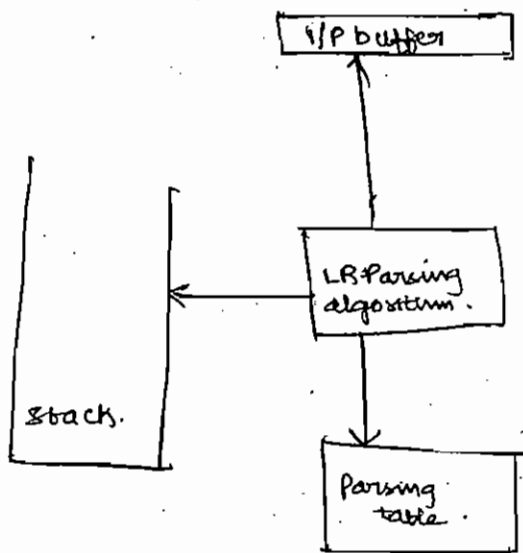 I/P buffer
LR Parsing
algorithm.
Stack.
Parsing
table.